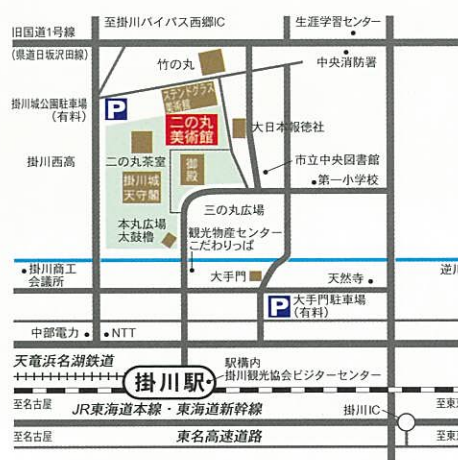 至掛川バイパス西郷IC
生涯学習センター
旧国道1号線
(県道日坂沢田線)
竹の丸
中央消防署
ステンドグラス
美術館
掛川城公園駐車場
(有料)
P
二の丸
美術館
大日本報徳社
掛川西高
二の丸茶室
御殿
市立中央図書館
掛川城
天守閣
第一小学校
三の丸広場
本丸広場
太鼓櫓
観光物産センター
こだわりっぱ
掛川商工
会議所
大手門
天然寺
逆川
P
大手門駐車場
(有料)
中部電力
NTT
天竜浜名湖鉄道
駅構内
掛川観光協会ビジターセンター
掛川駅
至名古屋
JR東海道本線・東海道新幹線
掛川IC
至東
至名古屋
東名高速道路
至東